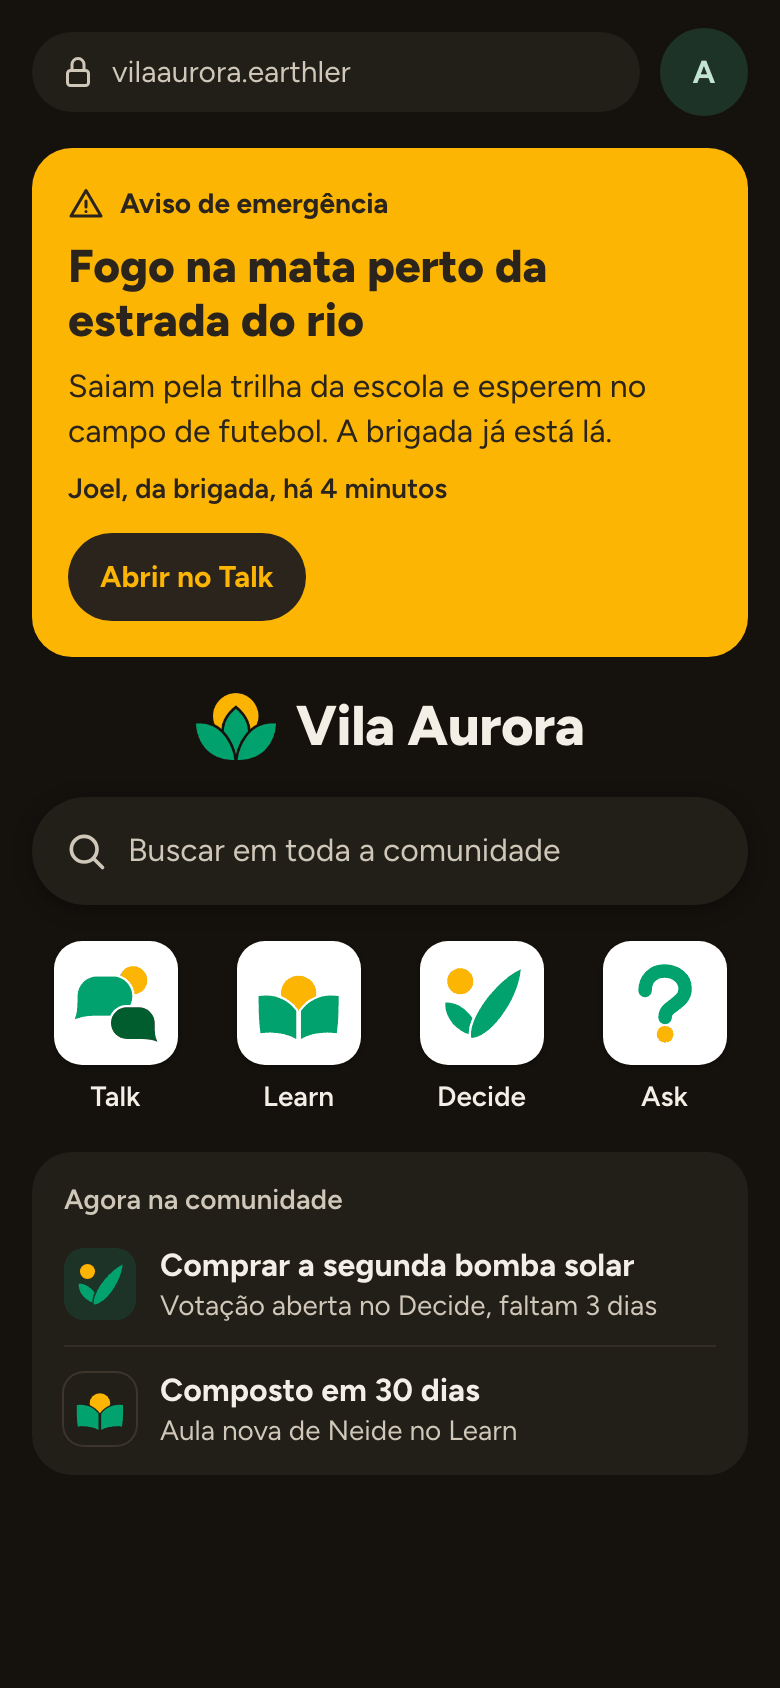 vilaaurora.earthler
A
Aviso de emergência
Fogo na mata perto da
estrada do rio
Saiam pela trilha da escola e esperem no
campo de futebol. A brigada já está lá.
Joel, da brigada, há 4 minutos
Abrir no Talk
Vila Aurora
Buscar em toda a comunidade
Talk
Learn
Decide
Ask
Agora na comunidade
Comprar a segunda bomba solar
Votação aberta no Decide, faltam 3 dias
Composto em 30 dias
Aula nova de Neide no Learn